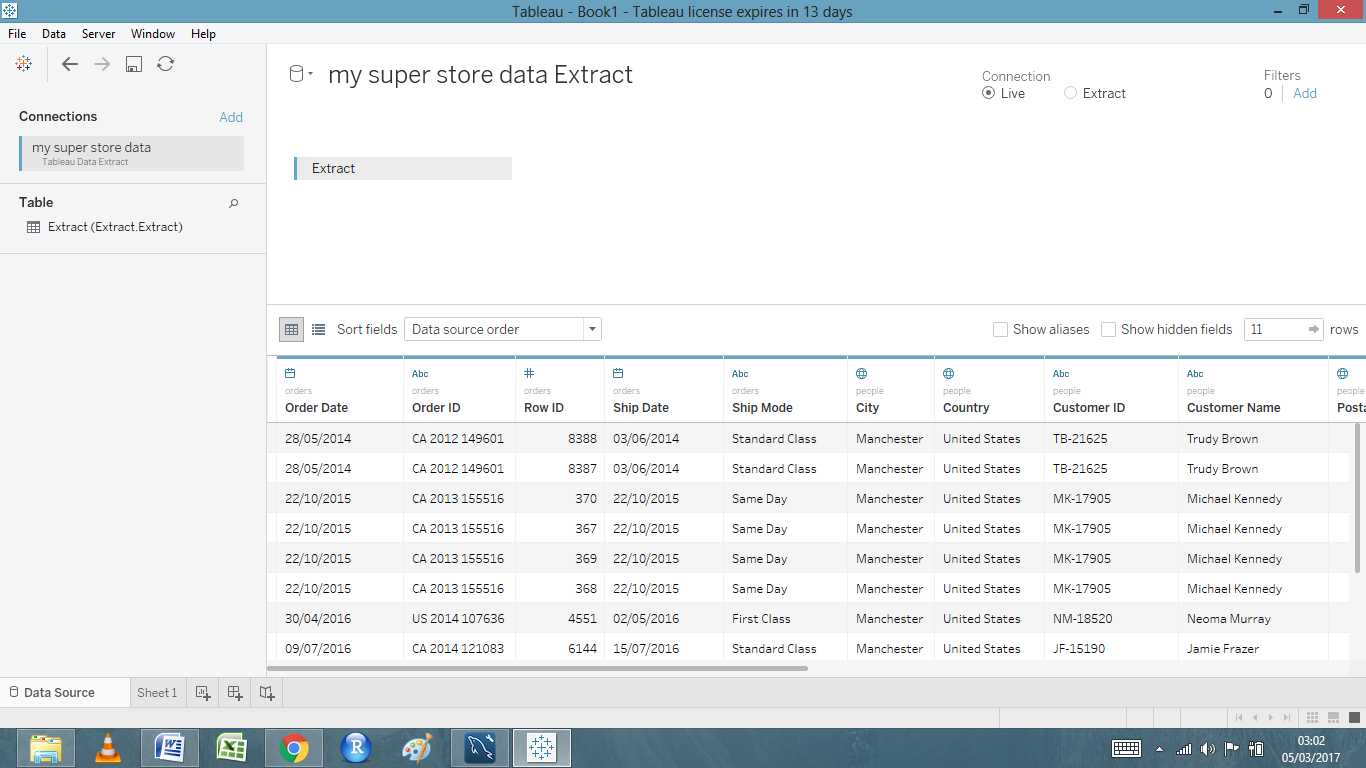 Tableau - Book1 - Tableau license expires in 13 days
File Data Server Window Help
my super store data Extract
Connection
Live Extract
Filters
0 Add
Connections Add
my super store data
Tableau Data Extract
Extract
Table
Extract (Extract.Extract)
Sort fields Data source order Show aliases Show hidden fields 11 rows
Abc # Abc Abc Abc
orders orders orders orders orders people people people people people
Order Date Order ID Row ID Ship Date Ship Mode City Country Customer ID Customer Name Posta
28/05/2014 CA 2012 149601 8388 03/06/2014 Standard Class Manchester United States TB-21625 Trudy Brown
28/05/2014 CA 2012 149601 8387 03/06/2014 Standard Class Manchester United States TB-21625 Trudy Brown
22/10/2015 CA 2013 155516 370 22/10/2015 Same Day Manchester United States MK-17905 Michael Kennedy
22/10/2015 CA 2013 155516 367 22/10/2015 Same Day Manchester United States MK-17905 Michael Kennedy
22/10/2015 CA 2013 155516 369 22/10/2015 Same Day Manchester United States MK-17905 Michael Kennedy
22/10/2015 CA 2013 155516 368 22/10/2015 Same Day Manchester United States MK-17905 Michael Kennedy
30/04/2016 US 2014 107636 4551 02/05/2016 First Class Manchester United States NM-18520 Neoma Murray
09/07/2016 CA 2014 121083 6144 15/07/2016 Standard Class Manchester United States JF-15190 Jamie Frazer
Data Source Sheet 1
R
03:02
05/03/2017